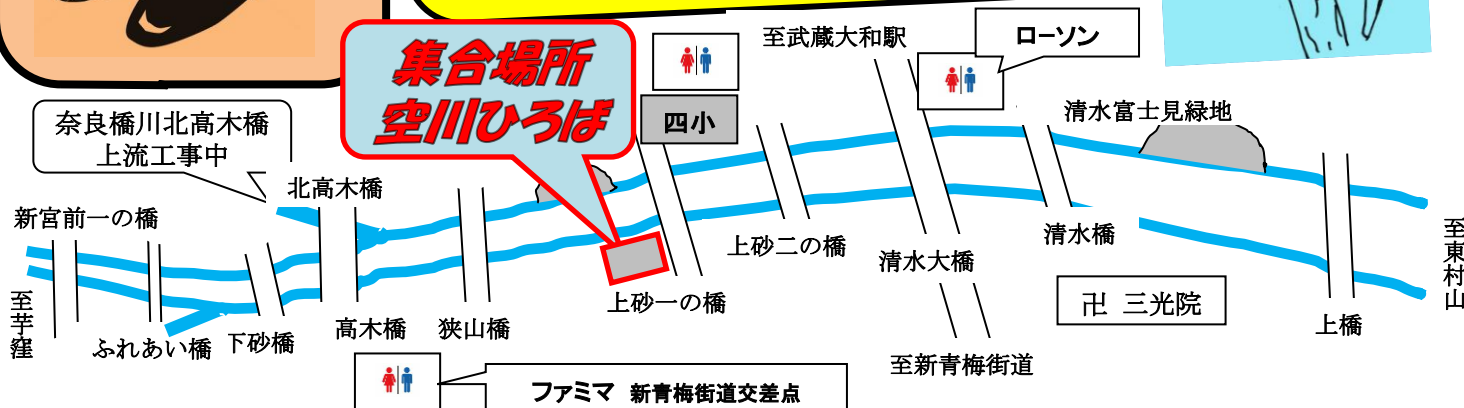 集合場所
空川ひろば
至武蔵大和駅
ローソン
四小
清水富士見緑地
奈良橋川北高木橋
上流工事中
北高木橋
新宮前一の橋
上砂二の橋
清水大橋
清水橋
至東村山
至芋窪
ふれあい橋
下砂橋
高木橋
狭山橋
上砂一の橋
卍 三光院
上橋
至新青梅街道
ファミマ 新青梅街道交差点